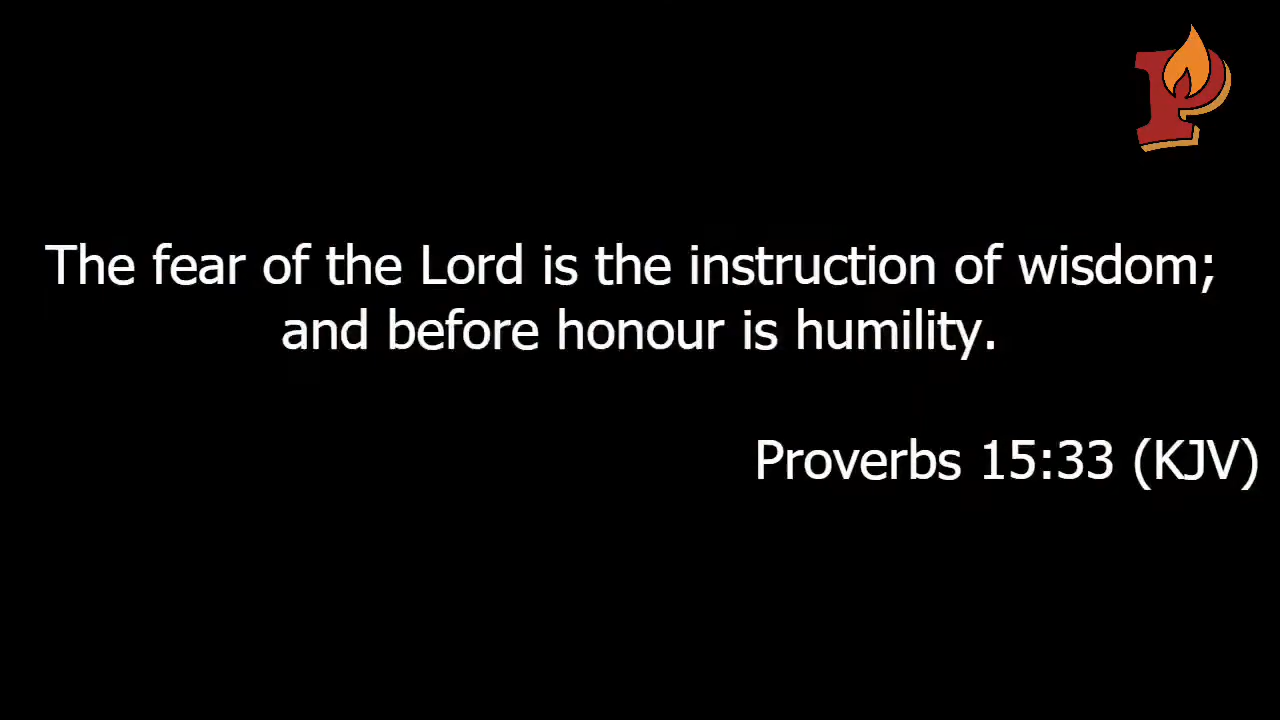 The fear of the Lord is the instruction of wisdom;
and before honour is humility.
Proverbs 15:33 (KJV)
P